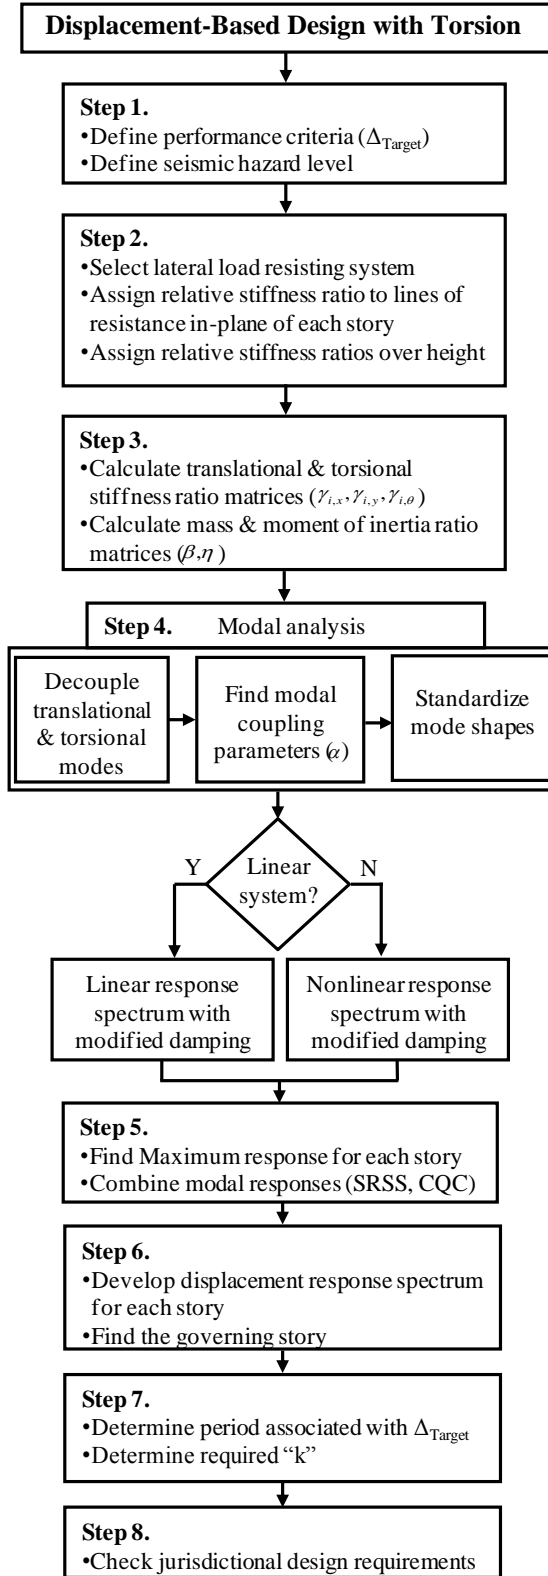 Displacement-Based Design with Torsion
Step 1.
•Define performance criteria (Δ_Target)
•Define seismic hazard level
Step 2.
•Select lateral load resisting system
•Assign relative stiffness ratio to lines of
resistance in-plane of each story
•Assign relative stiffness ratios over height
Step 3.
•Calculate translational & torsional
stiffness ratio matrices (γ_i,x, γ_i,y, γ_i,θ)
•Calculate mass & moment of inertia ratio
matrices (β,η)
Step 4. Modal analysis
Decouple
translational
& torsional
modes
Find modal
coupling
parameters (α)
Standardize
mode shapes
Y
Linear
system?
N
Linear response
spectrum with
modified damping
Nonlinear response
spectrum with
modified damping
Step 5.
•Find Maximum response for each story
•Combine modal responses (SRSS, CQC)
Step 6.
•Develop displacement response spectrum
for each story
•Find the governing story
Step 7.
•Determine period associated with Δ_Target
•Determine required “k”
Step 8.
•Check jurisdictional design requirements